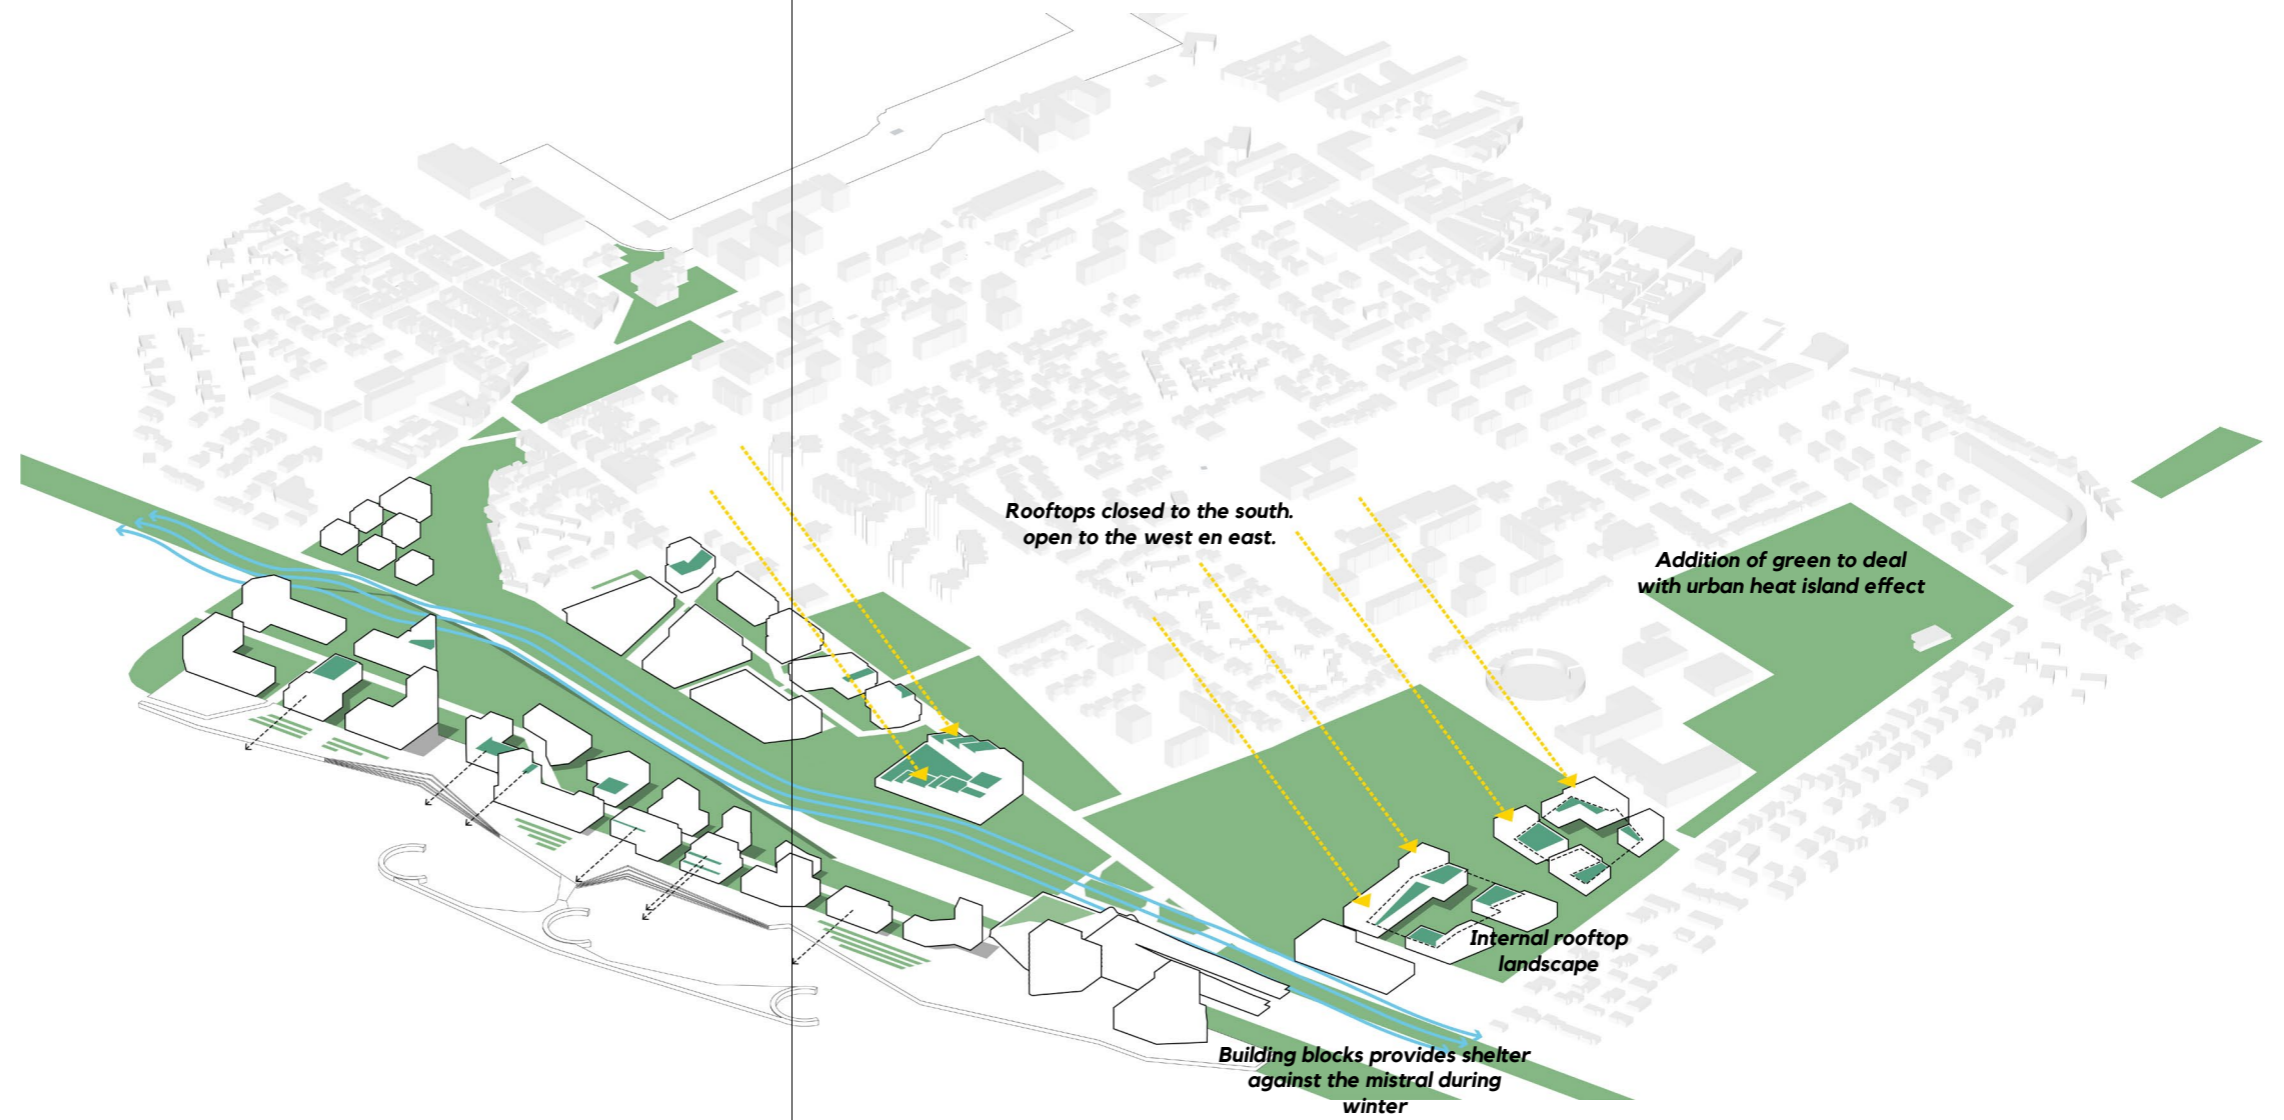 Rooftops closed to the south.
open to the west en east.
Addition of green to deal
with urban heat island effect
Internal rooftop
landscape
Building blocks provides shelter
against the mistral during
winter